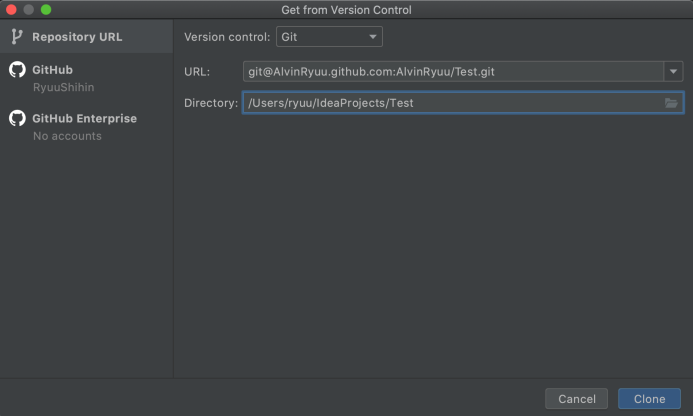 Get from Version Control
Repository URL
GitHub
RyuuShihin
GitHub Enterprise
No accounts
Version control: Git
URL: git@AlvinRyuu.github.com:AlvinRyuu/Test.git
Directory: /Users/ryuu/IdeaProjects/Test
Cancel Clone